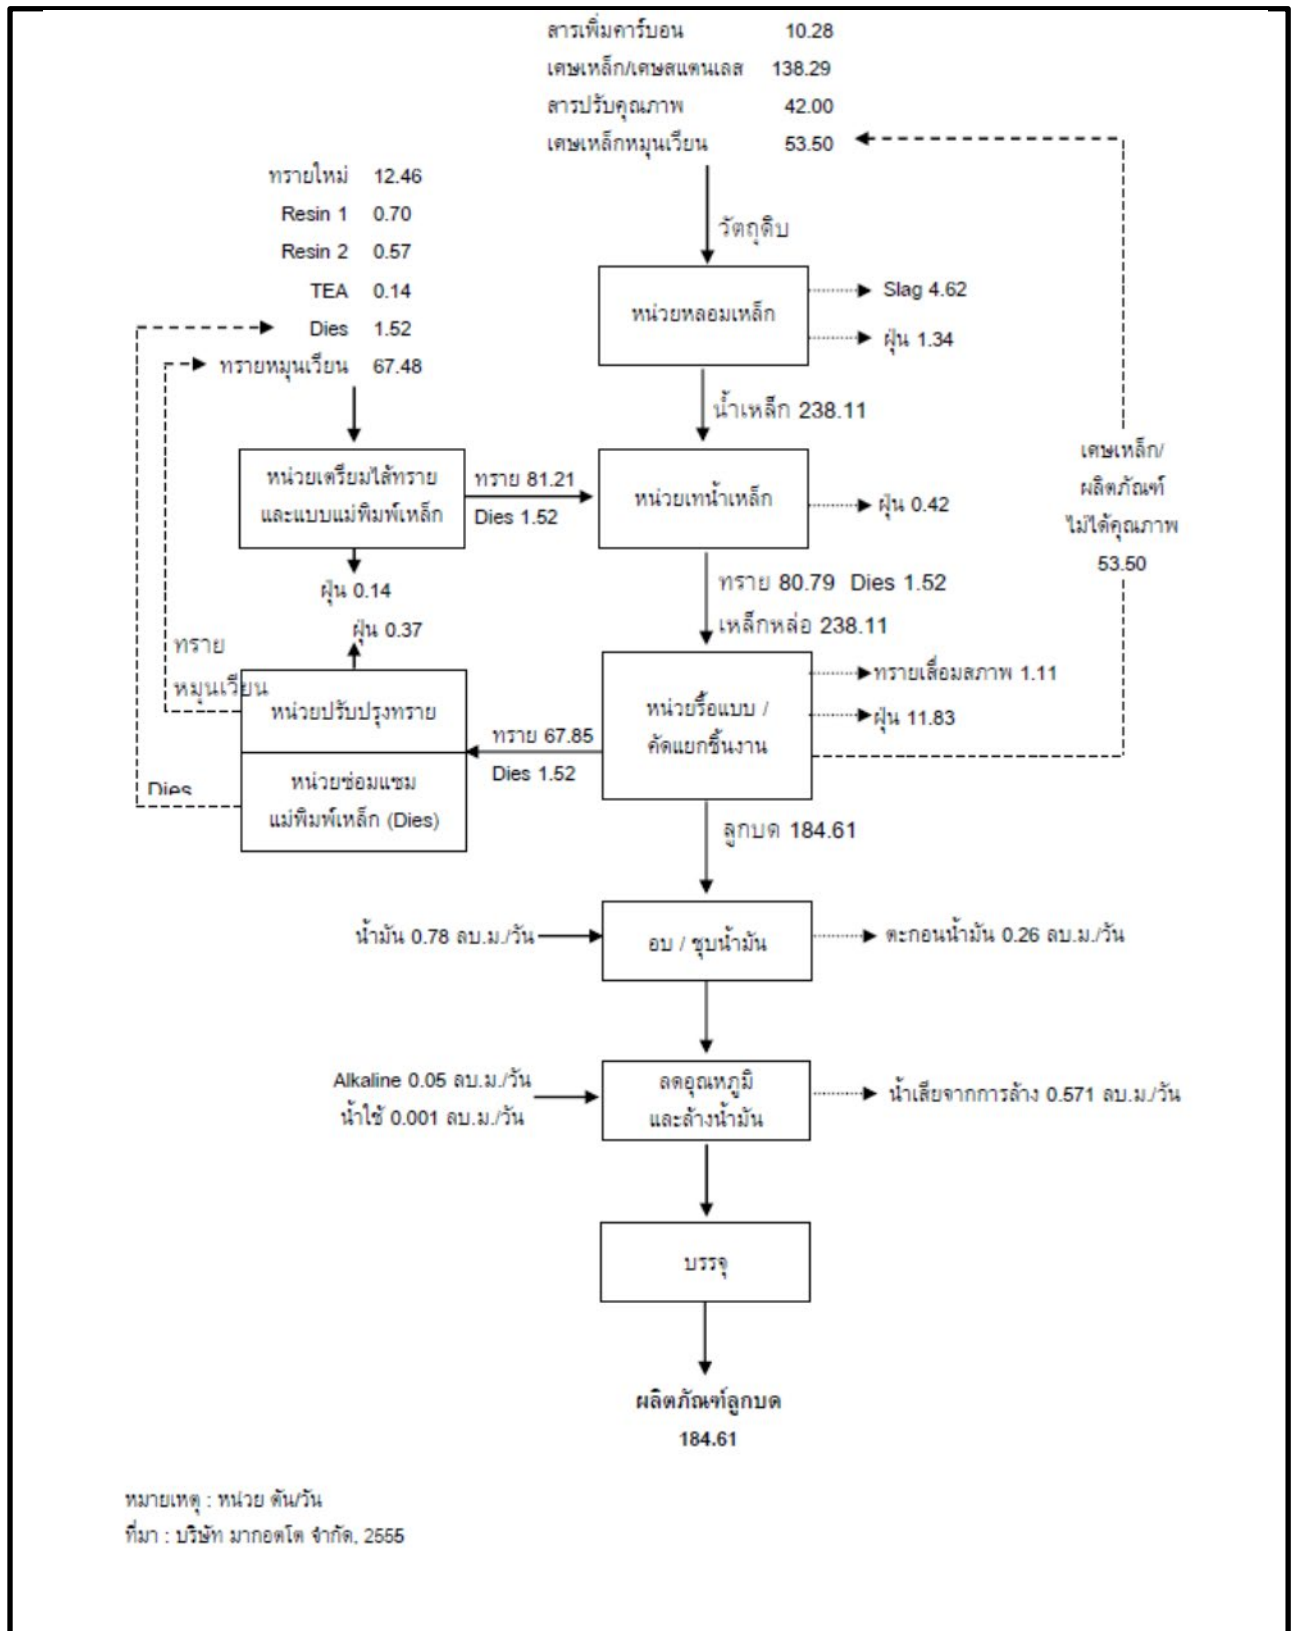 สารเพิ่มคาร์บอน 10.28
เศษเหล็ก/เศษสแตนเลส 138.29
สารปรับคุณภาพ 42.00
เศษเหล็กหมุนเวียน 53.50
ทรายใหม่ 12.46
Resin 1 0.70
Resin 2 0.57
TEA 0.14
Dies 1.52
ทรายหมุนเวียน 67.48
วัตถุดิบ
หน่วยหลอมเหล็ก
Slag 4.62
ฝุ่น 1.34
น้ำเหล็ก 238.11
หน่วยเตรียมไส้ทราย
และแบบแม่พิมพ์เหล็ก
ทราย 81.21
Dies 1.52
หน่วยเทน้ำเหล็ก
ฝุ่น 0.42
เศษเหล็ก/
ผลิตภัณฑ์
ไม่ได้คุณภาพ
53.50
ฝุ่น 0.14
ฝุ่น 0.37
ทราย 80.79 Dies 1.52
เหล็กหล่อ 238.11
ทราย
หมุนเวียน
หน่วยปรับปรุงทราย
ทราย 67.85
Dies 1.52
หน่วยรื้อแบบ /
คัดแยกชิ้นงาน
ทรายเสื่อมสภาพ 1.11
ฝุ่น 11.83
Dies
หน่วยซ่อมแซม
แม่พิมพ์เหล็ก (Dies)
ลูกบด 184.61
น้ำมัน 0.78 ลบ.ม./วัน
อบ / ชุบน้ำมัน
ตะกอนน้ำมัน 0.26 ลบ.ม./วัน
Alkaline 0.05 ลบ.ม./วัน
น้ำใช้ 0.001 ลบ.ม./วัน
ลดอุณหภูมิ
และล้างน้ำมัน
น้ำเสียจากการล้าง 0.571 ลบ.ม./วัน
บรรจุ
ผลิตภัณฑ์ลูกบด
184.61
หมายเหตุ : หน่วย ตัน/วัน
ที่มา : บริษัท มากอตโต จำกัด, 2555